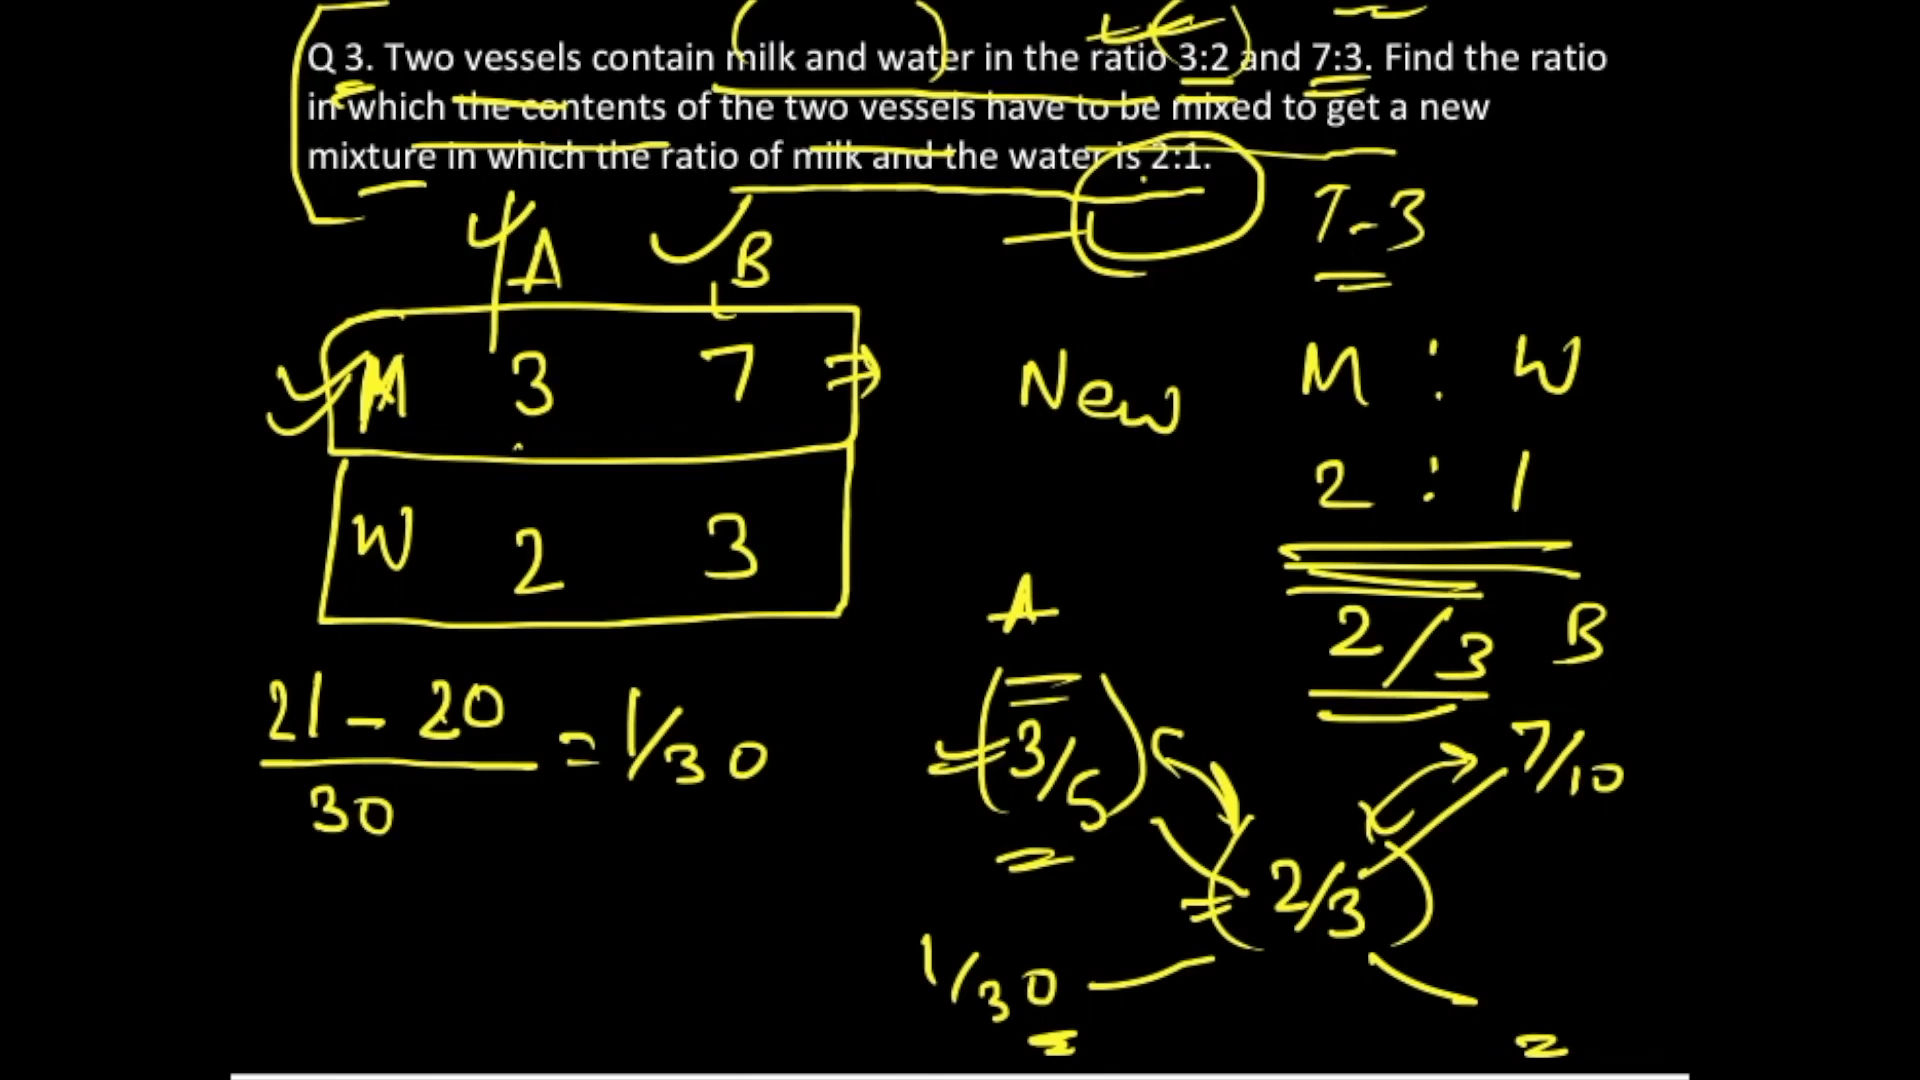 Q 3. Two vessels contain milk and water in the ratio 3:2 and 7:3. Find the ratio
in which the contents of the two vessels have to be mixed to get a new
mixture in which the ratio of milk and the water is 2:1.
7-3
A B
M 3 7
New M : W
W 2 3
2 : 1
2/3
A B
21 - 20
30
= 1/30
3/5
7/10
2/3
1/30